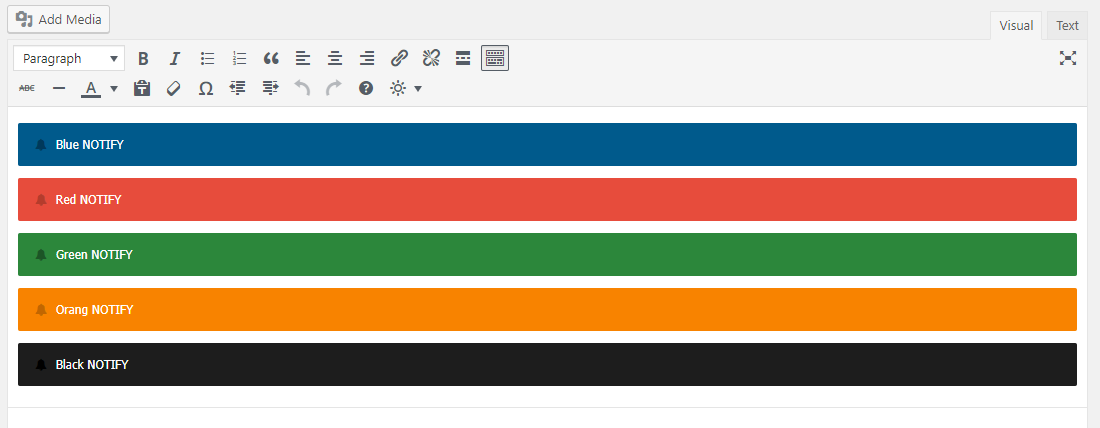 Add Media
Visual Text
Paragraph B I
ABC A T Ω ?
Blue NOTIFY
Red NOTIFY
Green NOTIFY
Orang NOTIFY
Black NOTIFY